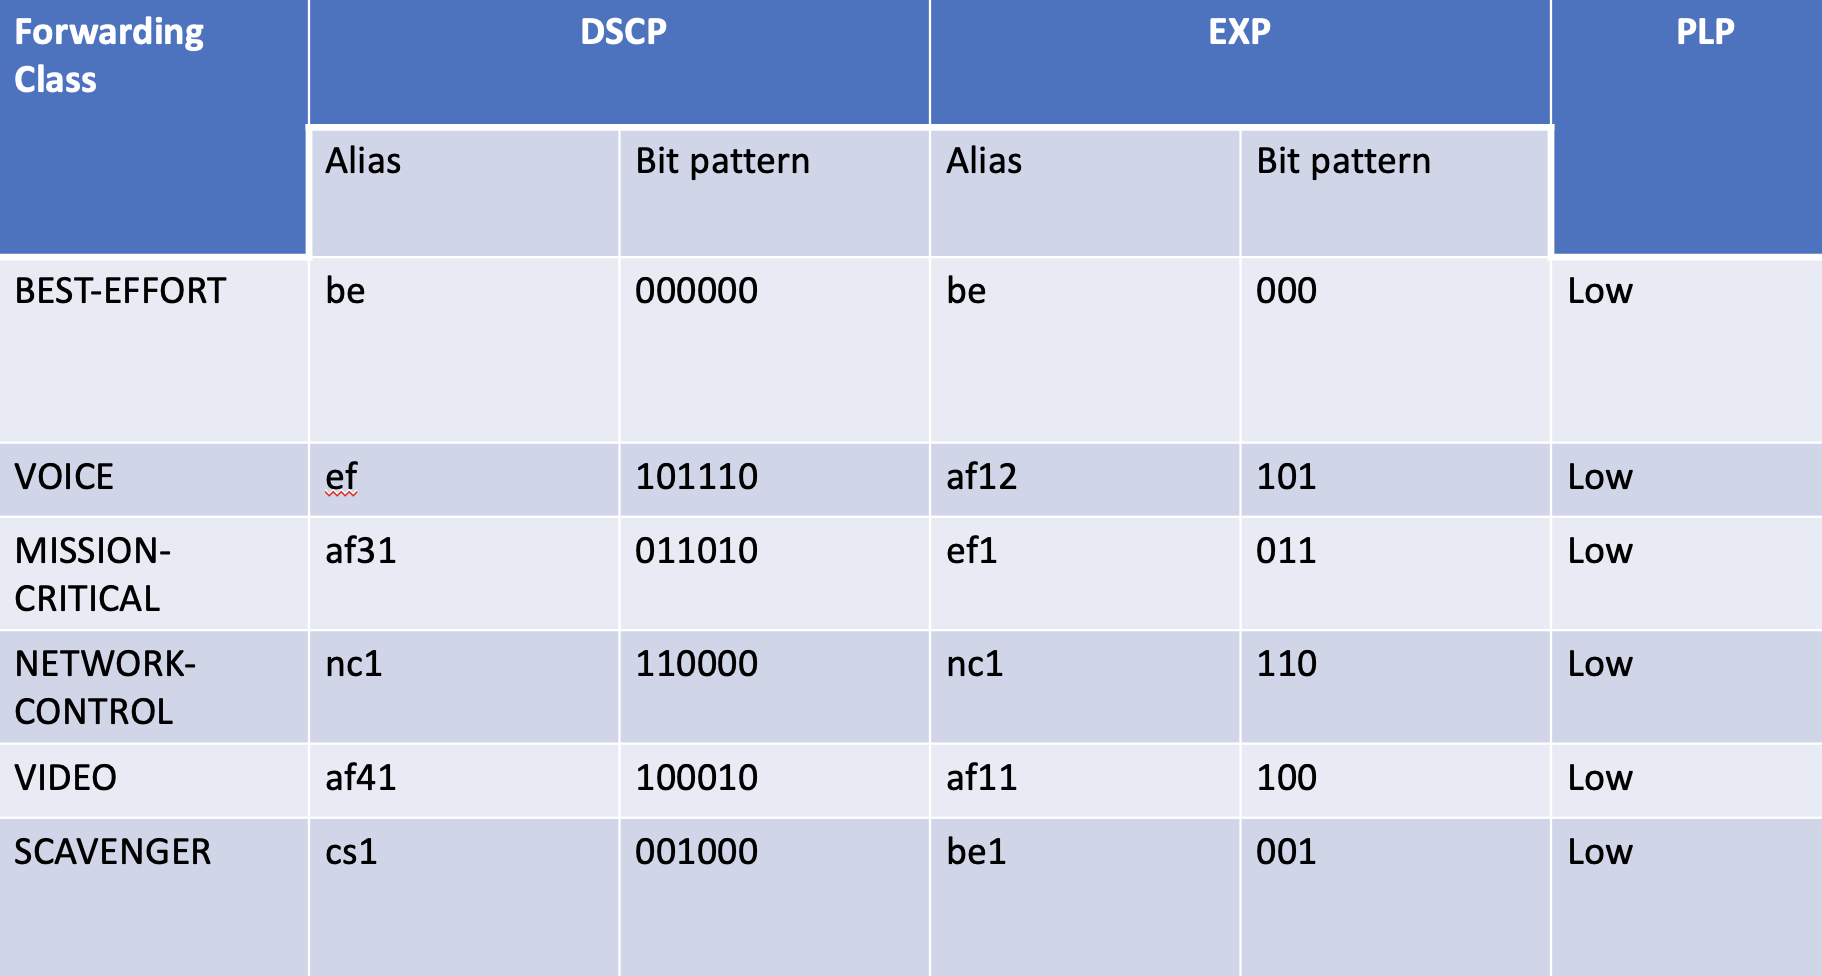 Forwarding DSCP EXP PLP
Class
Alias Bit pattern Alias Bit pattern
BEST-EFFORT be 000000 be 000 Low
VOICE ef 101110 af12 101 Low
MISSION- af31 011010 ef1 011 Low
CRITICAL
NETWORK- nc1 110000 nc1 110 Low
CONTROL
VIDEO af41 100010 af11 100 Low
SCAVENGER cs1 001000 be1 001 Low